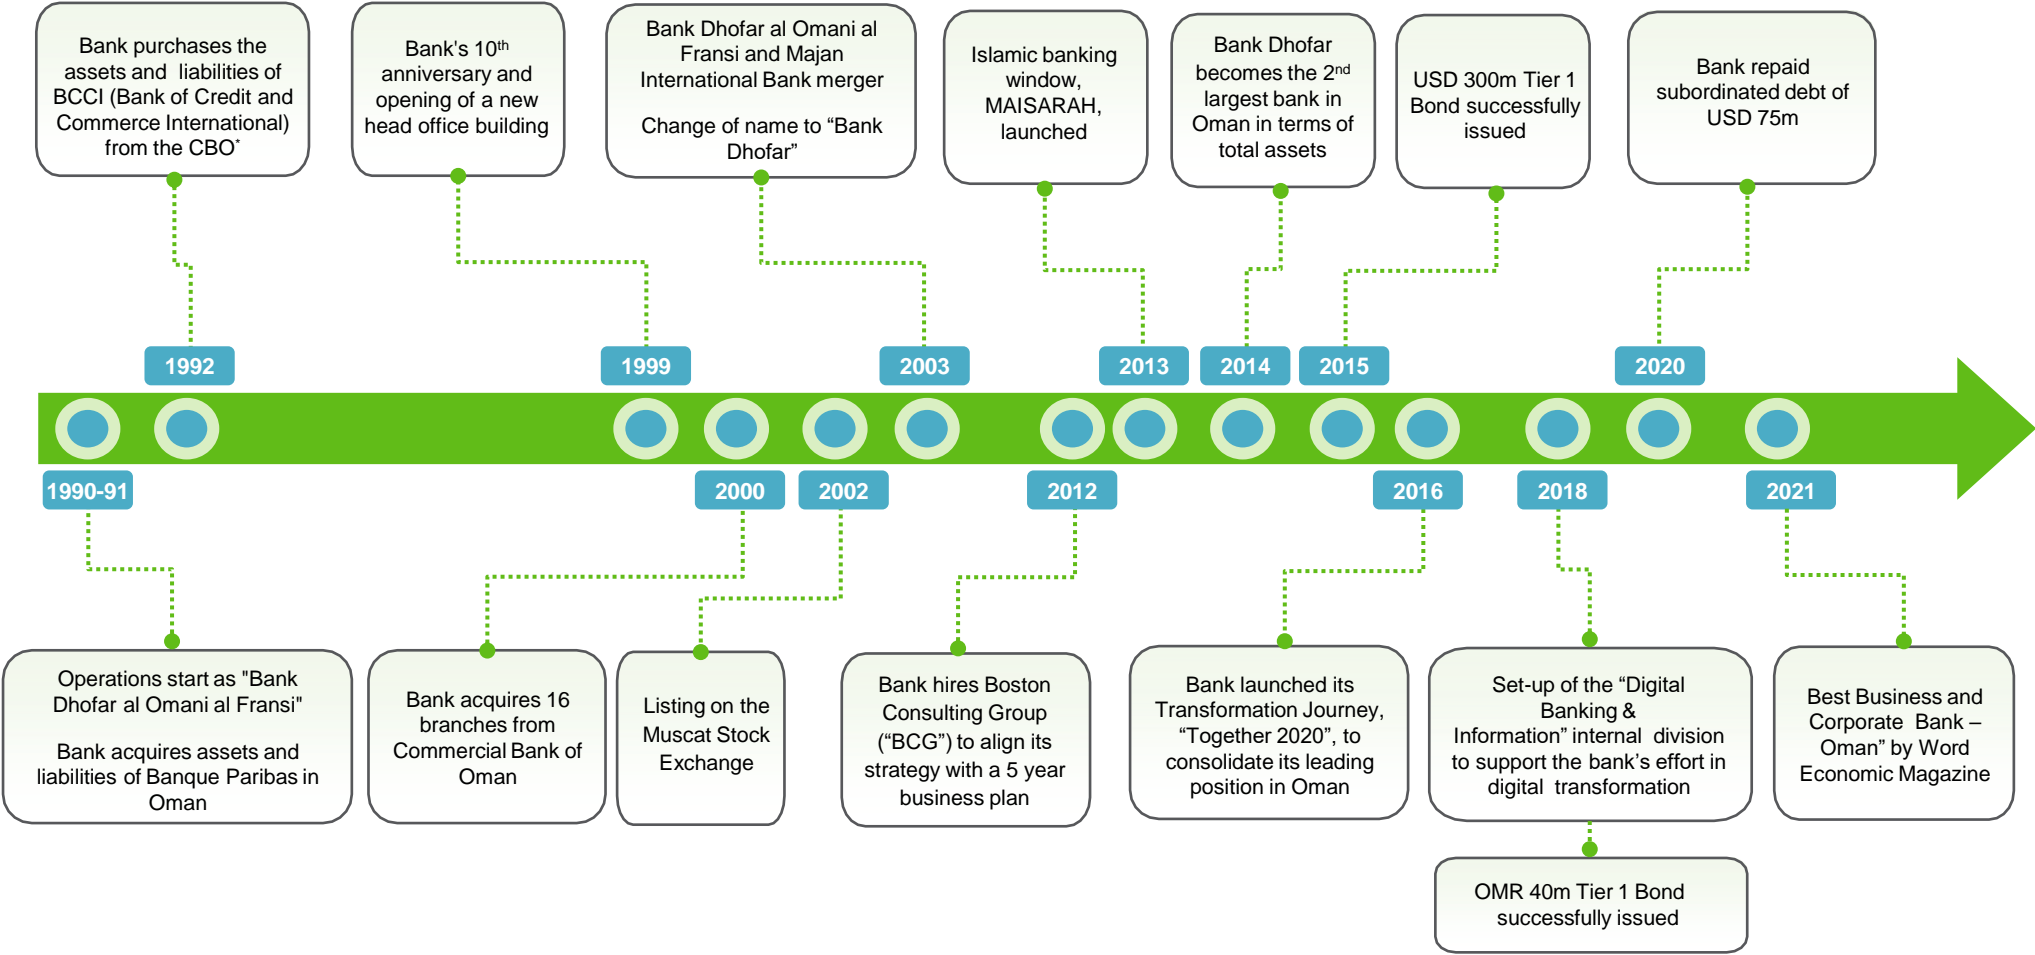 Bank purchases the
assets and liabilities of
BCCI (Bank of Credit and
Commerce International)
from the CBO*
Bank's 10th
anniversary and
opening of a new
head office building
Bank Dhofar al Omani al
Fransi and Majan
International Bank merger
Change of name to “Bank
Dhofar”
Islamic banking
window,
MAISARAH,
launched
Bank Dhofar
becomes the 2nd
largest bank in
Oman in terms of
total assets
USD 300m Tier 1
Bond successfully
issued
Bank repaid
subordinated debt of
USD 75m
1992
1999
2003
2013
2014
2015
2020
1990-91
2000
2002
2012
2016
2018
2021
Operations start as "Bank
Dhofar al Omani al Fransi"
Bank acquires assets and
liabilities of Banque Paribas in
Oman
Bank acquires 16
branches from
Commercial Bank of
Oman
Listing on the
Muscat Stock
Exchange
Bank hires Boston
Consulting Group
(“BCG”) to align its
strategy with a 5 year
business plan
Bank launched its
Transformation Journey,
“Together 2020”, to
consolidate its leading
position in Oman
Set-up of the “Digital
Banking &
Information” internal division
to support the bank’s effort in
digital transformation
Best Business and
Corporate Bank –
Oman” by Word
Economic Magazine
OMR 40m Tier 1 Bond
successfully issued